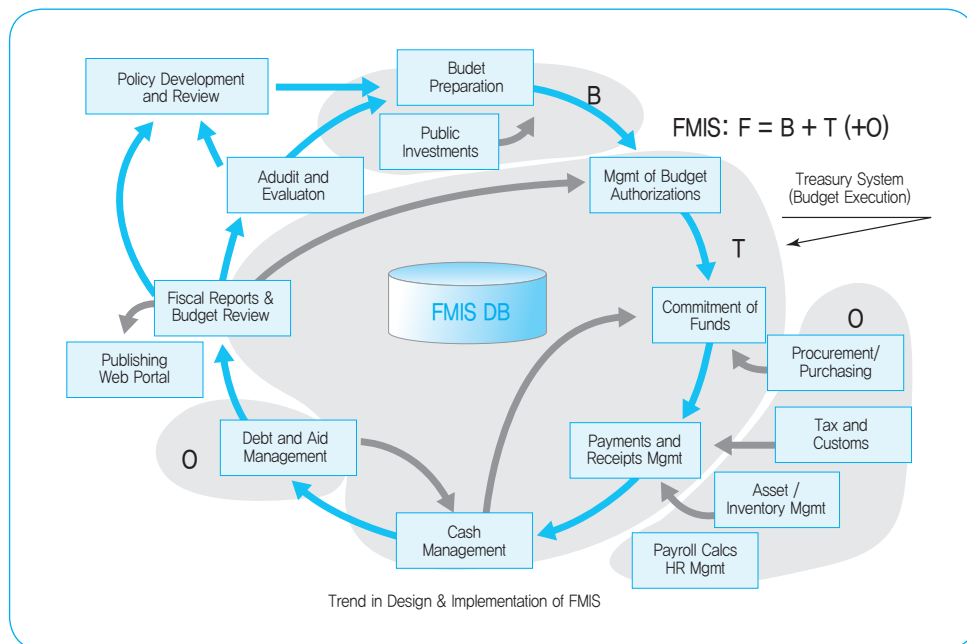 Policy Development
and Review
Budet
Preparation
B
FMIS: F = B + T (+O)
Public
Investments
Adudit and
Evaluaton
Mgmt of Budget
Authorizations
Treasury System
(Budget Execution)
T
Fiscal Reports &
Budget Review
FMIS DB
Commitment of
Funds
O
Publishing
Web Portal
Procurement/
Purchasing
Debt and Aid
Management
O
Payments and
Receipts Mgmt
Tax and
Customs
Asset /
Inventory Mgmt
Cash
Management
Payroll Calcs
HR Mgmt
Trend in Design & Implementation of FMIS